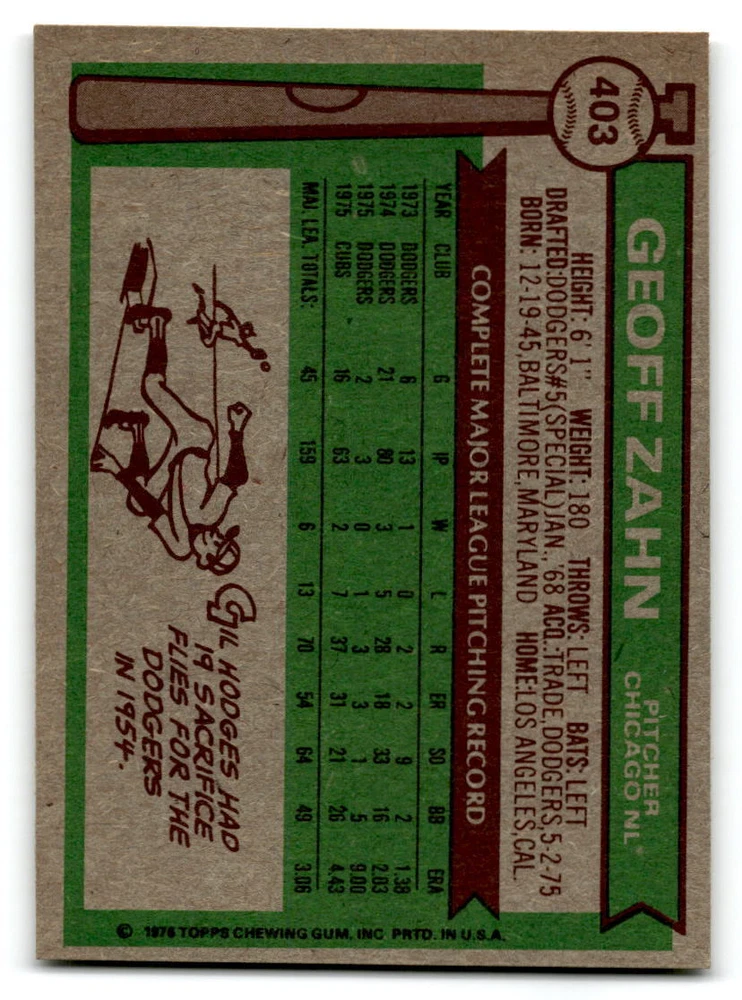 403
GEOFF ZAHN
PITCHER
CHICAGO NL®
HEIGHT: 6' 1" WEIGHT: 180 THROWS: LEFT BATS: LEFT
DRAFTED:DODGERS#5(SPECIAL)JAN., '68 ACQ.:TRADE,DODGERS,5-2-75
BORN: 12-19-45,BALTIMORE,MARYLAND HOME:LOS ANGELES,CAL.
COMPLETE MAJOR LEAGUE PITCHING RECORD
YEAR CLUB G IP W L R ER SO BB ERA
1973 DODGERS 6 13 1 0 2 2 9 2 1.38
1974 DODGERS 21 80 3 5 28 18 33 16 2.03
1975 DODGERS 2 3 0 1 3 3 1 5 9.00
1975 CUBS 16 63 2 7 37 31 21 26 4.43
MAJ. LEA. TOTALS: 45 159 6 13 70 54 64 49 3.06
GIL HODGES HAD
19 SACRIFICE
FLIES FOR THE
DODGERS
IN 1954.
© 1976 TOPPS CHEWING GUM, INC PRTD. IN U.S.A.